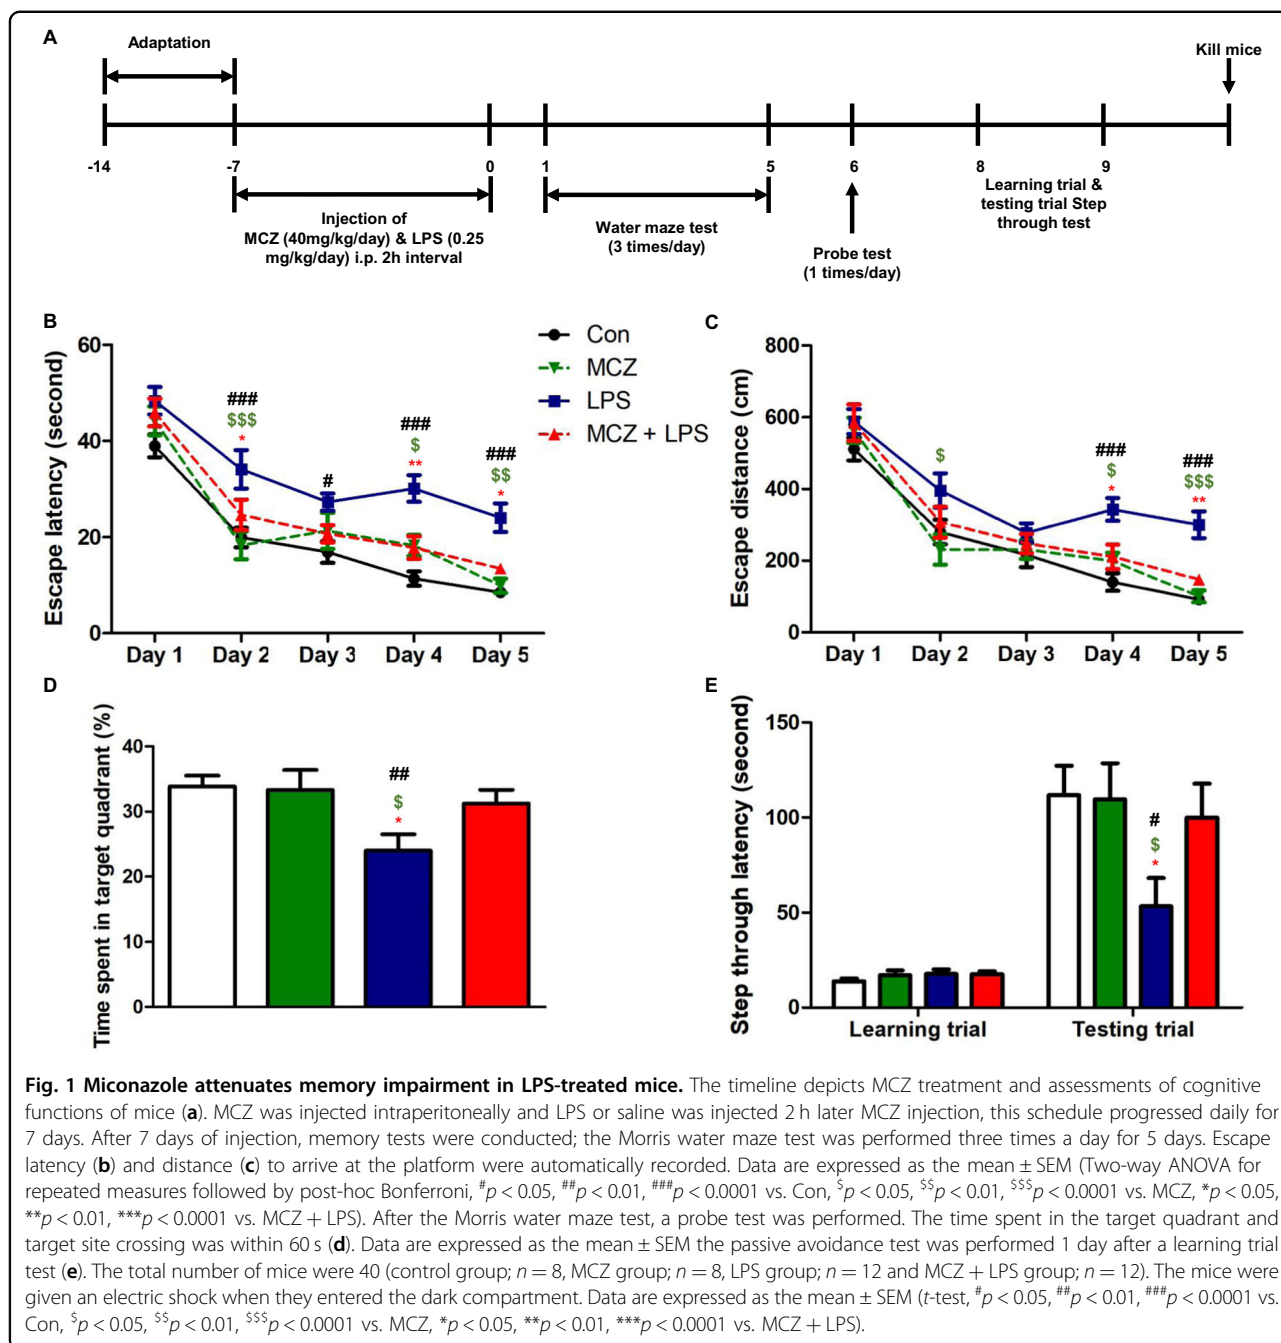 A
Adaptation
Kill mice
-14
-7
0
1
5
6
8
9
Injection of
MCZ (40mg/kg/day) & LPS (0.25
mg/kg/day) i.p. 2h interval
Water maze test
(3 times/day)
Probe test
(1 times/day)
Learning trial &
testing trial Step
through test
B
Escape latency (second)
60
40
20
0
###
$$$
*
#
###
$
**
###
$$
*
Day 1 Day 2 Day 3 Day 4 Day 5
Con
MCZ
LPS
MCZ + LPS
C
Escape distance (cm)
800
600
400
200
0
$
###
$
*
###
$$$
**
Day 1 Day 2 Day 3 Day 4 Day 5
D
Time spent in target quadrant (%)
40
30
20
10
0
##
$
*
E
Step through latency (second)
150
100
50
0
#
$
*
Learning trial Testing trial
Fig. 1 Miconazole attenuates memory impairment in LPS-treated mice. The timeline depicts MCZ treatment and assessments of cognitive
functions of mice (a). MCZ was injected intraperitoneally and LPS or saline was injected 2 h later MCZ injection, this schedule progressed daily for
7 days. After 7 days of injection, memory tests were conducted; the Morris water maze test was performed three times a day for 5 days. Escape
latency (b) and distance (c) to arrive at the platform were automatically recorded. Data are expressed as the mean ± SEM (Two-way ANOVA for
repeated measures followed by post-hoc Bonferroni, #p < 0.05, ##p < 0.01, ###p < 0.0001 vs. Con, $p < 0.05, $$p < 0.01, $$$p < 0.0001 vs. MCZ, *p < 0.05,
**p < 0.01, ***p < 0.0001 vs. MCZ + LPS). After the Morris water maze test, a probe test was performed. The time spent in the target quadrant and
target site crossing was within 60 s (d). Data are expressed as the mean ± SEM the passive avoidance test was performed 1 day after a learning trial
test (e). The total number of mice were 40 (control group; n = 8, MCZ group; n = 8, LPS group; n = 12 and MCZ + LPS group; n = 12). The mice were
given an electric shock when they entered the dark compartment. Data are expressed as the mean ± SEM (t-test, #p < 0.05, ##p < 0.01, ###p < 0.0001 vs.
Con, $p < 0.05, $$p < 0.01, $$$p < 0.0001 vs. MCZ, *p < 0.05, **p < 0.01, ***p < 0.0001 vs. MCZ + LPS).